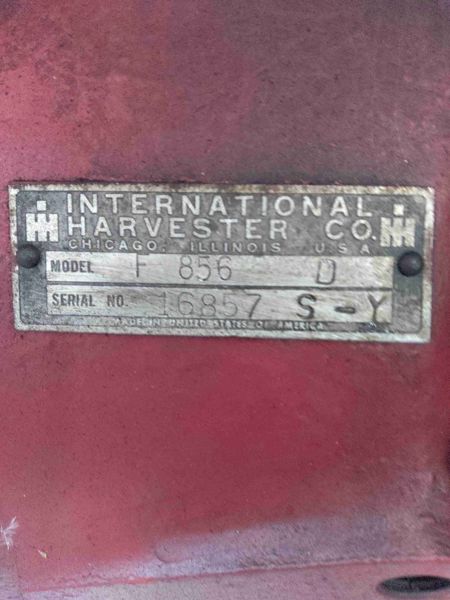 INTERNATIONAL
HARVESTER CO.
CHICAGO, ILLINOIS U.S.A.
MODEL F 856 D
SERIAL NO. 16857 S-Y
MADE IN UNITED STATES OF AMERICA